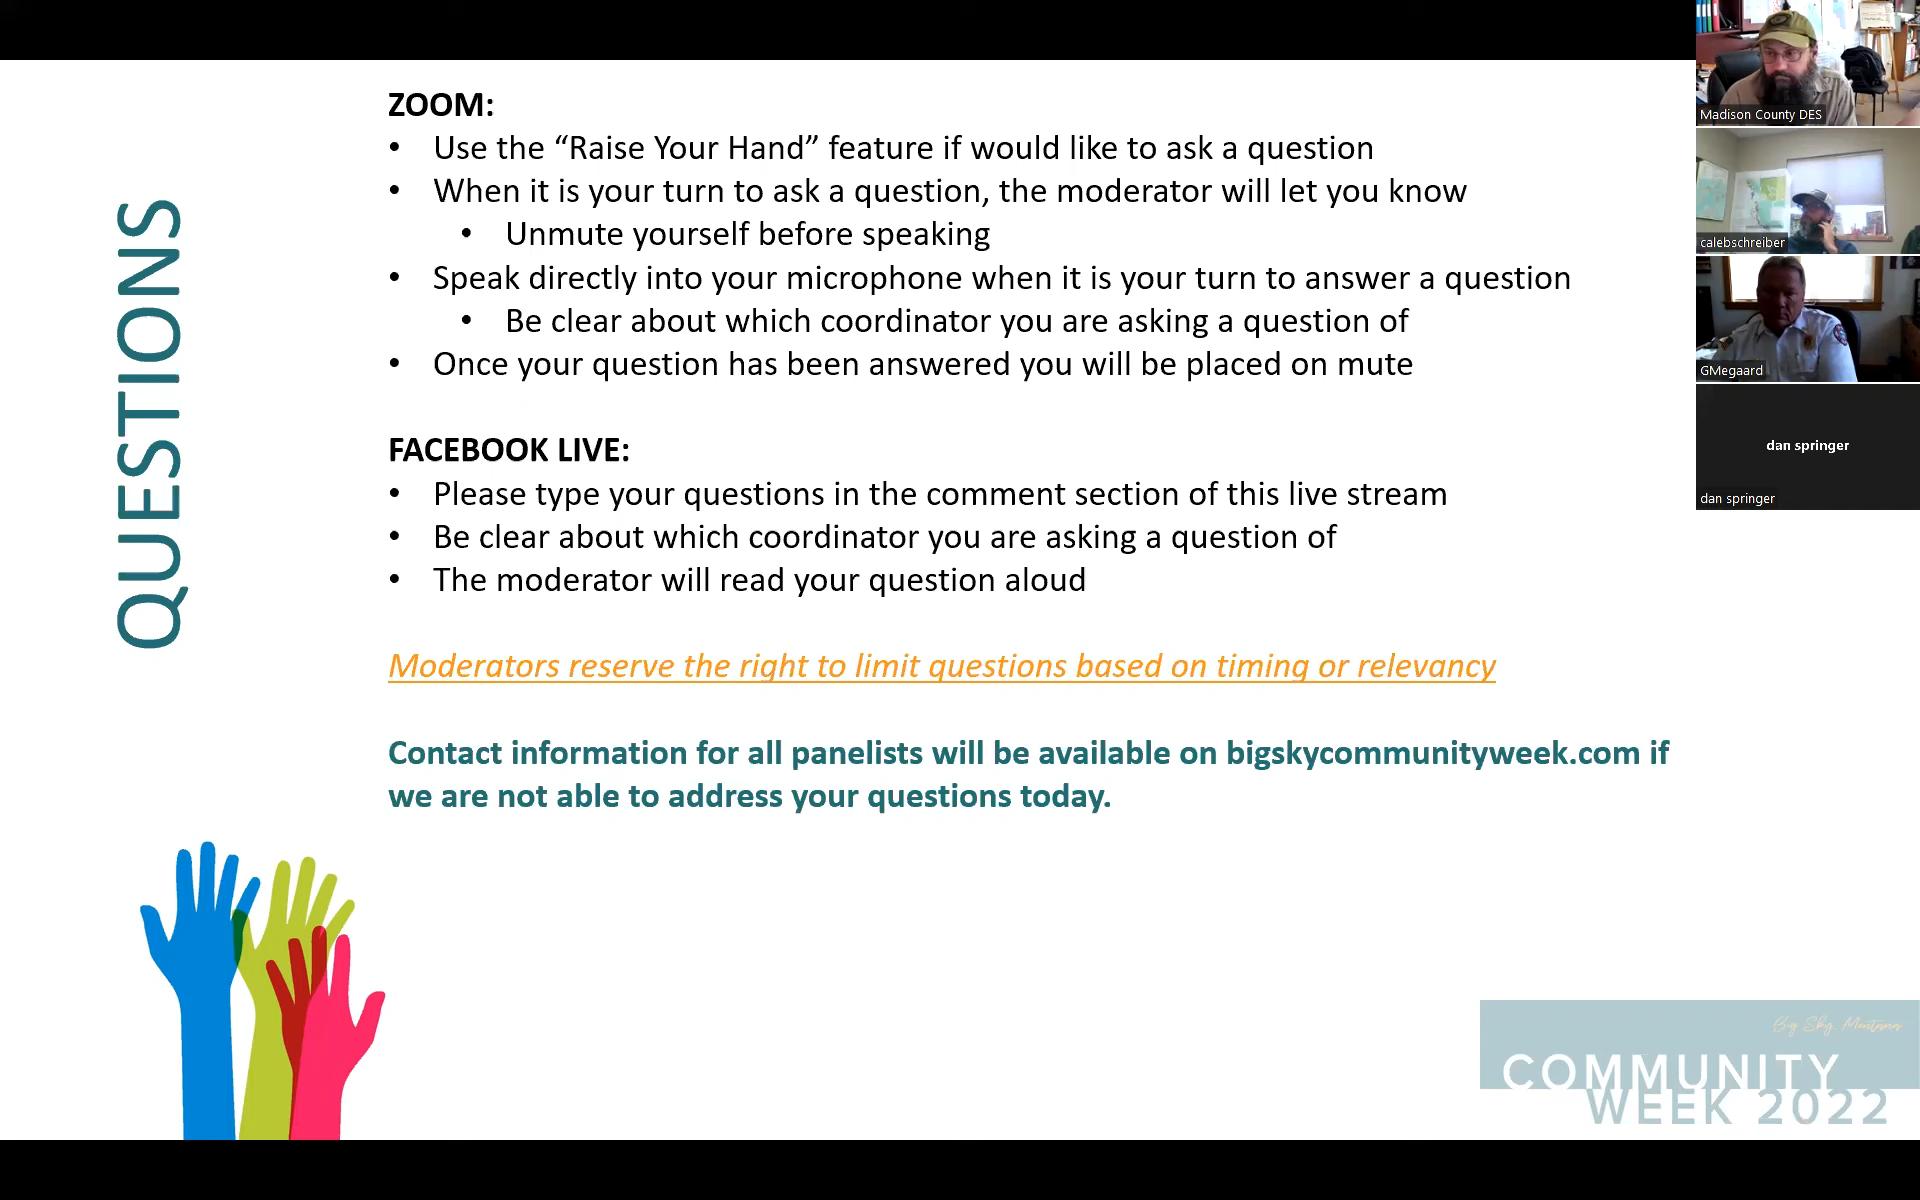 QUESTIONS
ZOOM:
• Use the “Raise Your Hand” feature if would like to ask a question
• When it is your turn to ask a question, the moderator will let you know
• Unmute yourself before speaking
• Speak directly into your microphone when it is your turn to answer a question
• Be clear about which coordinator you are asking a question of
• Once your question has been answered you will be placed on mute
FACEBOOK LIVE:
• Please type your questions in the comment section of this live stream
• Be clear about which coordinator you are asking a question of
• The moderator will read your question aloud
Moderators reserve the right to limit questions based on timing or relevancy
Contact information for all panelists will be available on bigskycommunityweek.com if
we are not able to address your questions today.
Big Sky, Montana
COMMUNITY
WEEK 2022
Madison County DES
calebschreiber
GMegaard
dan springer
dan springer